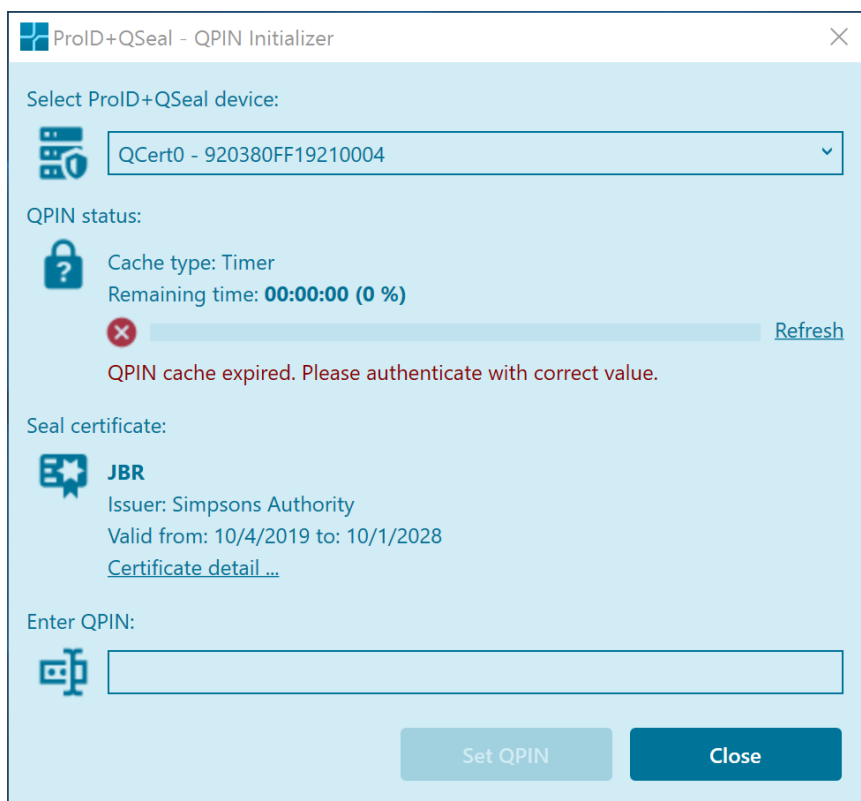 ProID+QSeal - QPIN Initializer
Select ProID+QSeal device:
QCert0 - 920380FF19210004
QPIN status:
Cache type: Timer
Remaining time: 00:00:00 (0 %)
Refresh
QPIN cache expired. Please authenticate with correct value.
Seal certificate:
JBR
Issuer: Simpsons Authority
Valid from: 10/4/2019 to: 10/1/2028
Certificate detail ...
Enter QPIN:
Set QPIN
Close